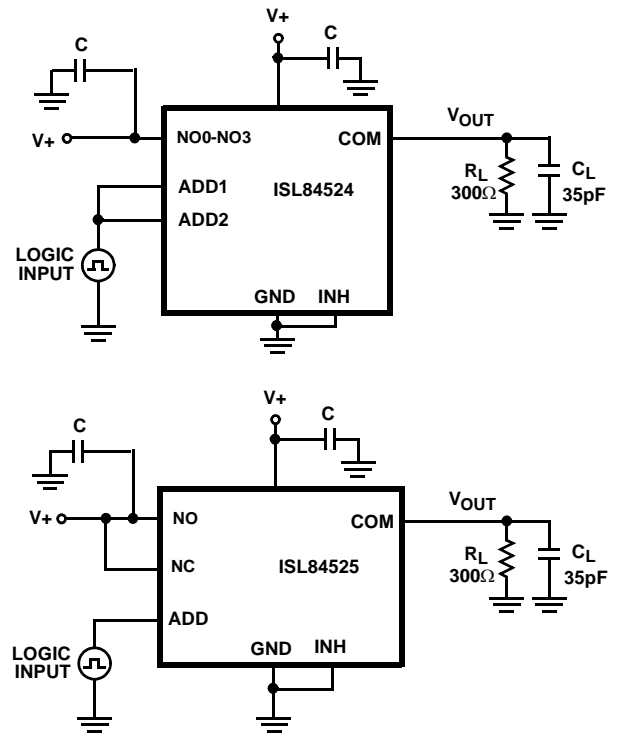 V+
C
C
V+
NO0-NO3
COM
VOUT
ADD1
ISL84524
RL
300Ω
CL
35pF
ADD2
LOGIC
INPUT
GND
INH
V+
C
C
V+
NO
COM
VOUT
NC
ISL84525
RL
300Ω
CL
35pF
ADD
LOGIC
INPUT
GND
INH